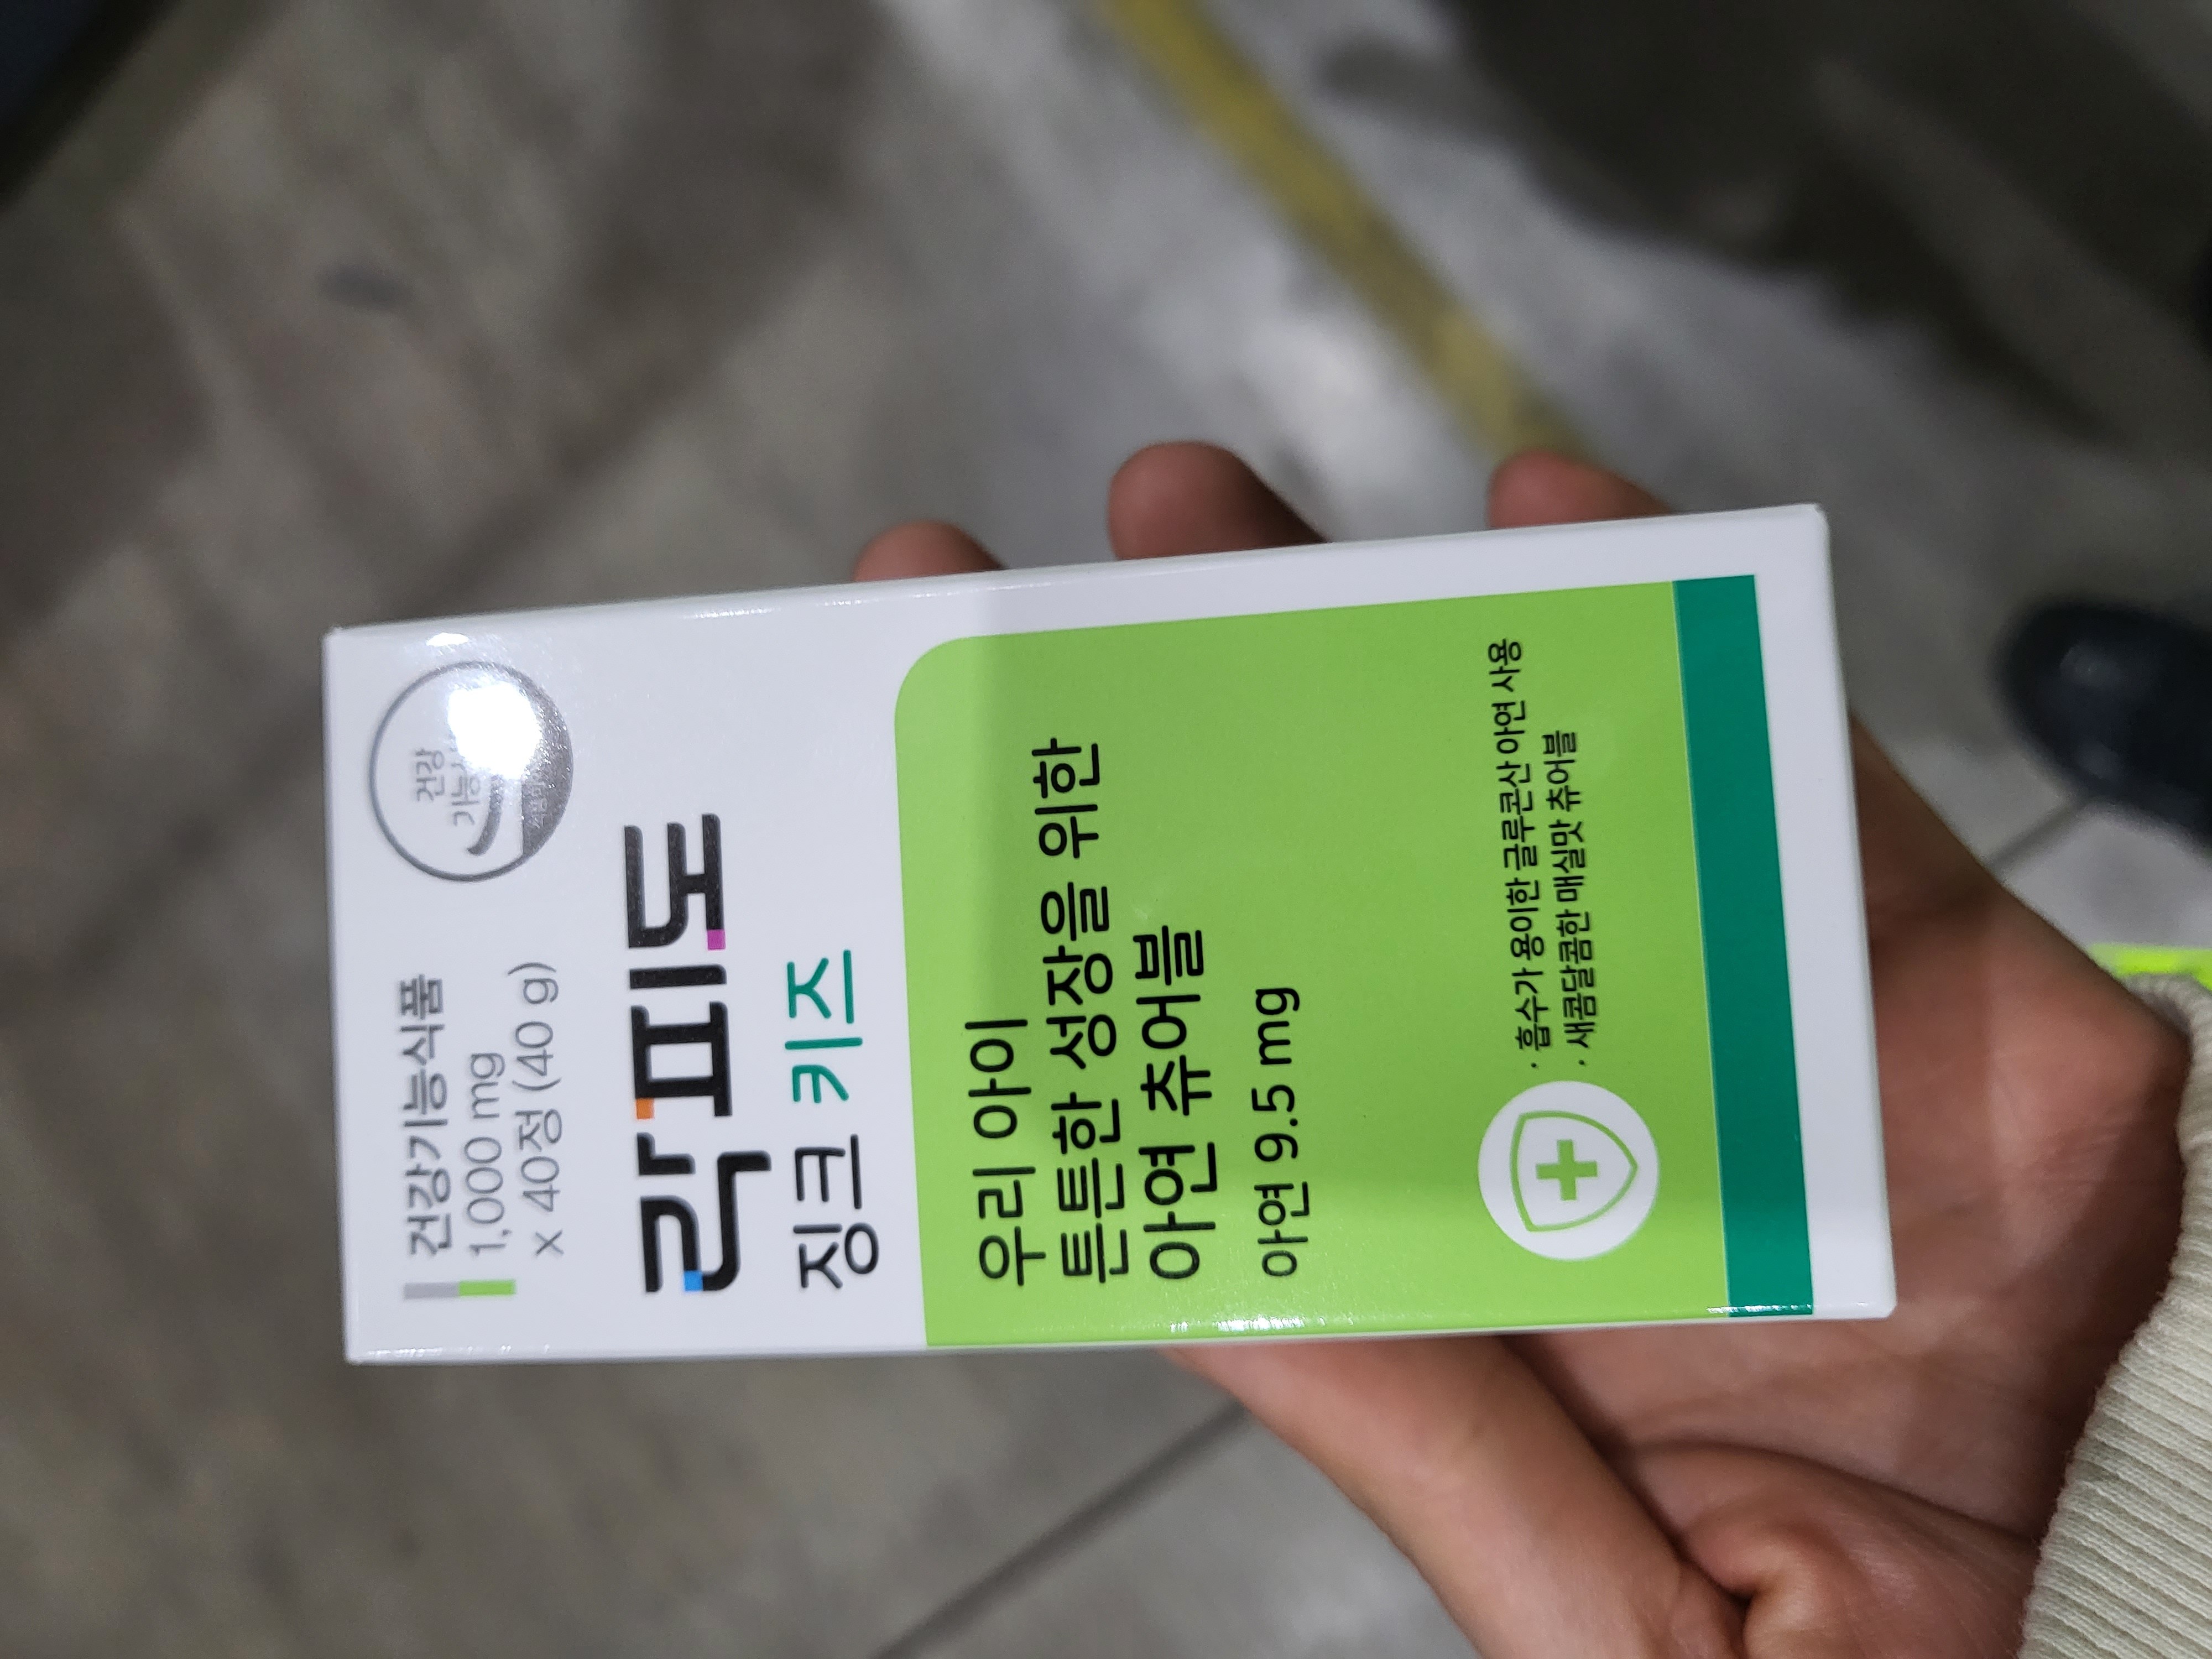 건강기능식품
1,000 mg
x 40정 (40 g)
건강
락피도
징크 키즈
우리 아이
튼튼한 성장을 위한
아연 츄어블
아연 9.5 mg
· 흡수가 용이한 글루콘산 아연 사용
· 새콤달콤한 매실맛 츄어블